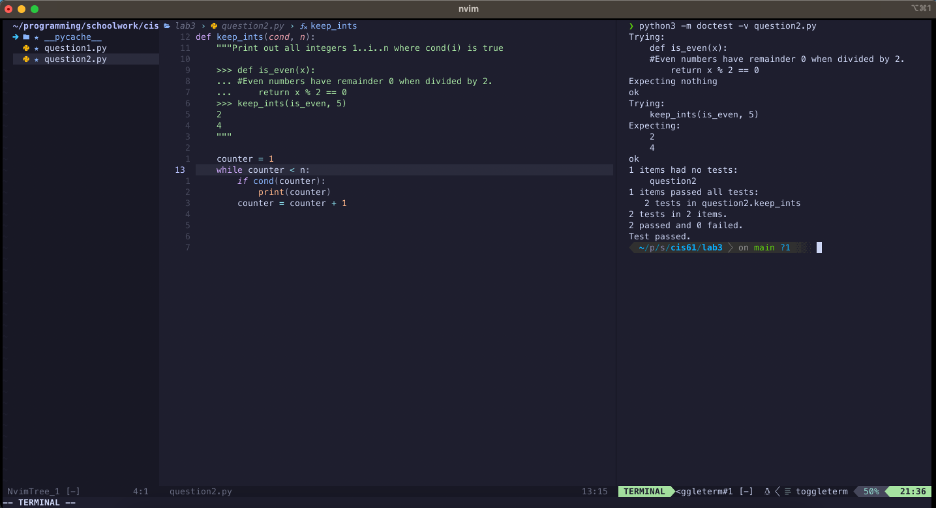 nvim
⌥⌘1
~/programming/schoolwork/cis
__pycache__
question1.py
question2.py
lab3 › question2.py › keep_ints
12 def keep_ints(cond, n):
11 """Print out all integers 1..i..n where cond(i) is true
10
9 >>> def is_even(x):
8 ... #Even numbers have remainder 0 when divided by 2.
7 ...     return x % 2 == 0
6 >>> keep_ints(is_even, 5)
5 2
4 4
3 """
2
1 counter = 1
13 while counter < n:
1 if cond(counter):
2 print(counter)
3 counter = counter + 1
4
5
6
7
❯ python3 -m doctest -v question2.py
Trying:
def is_even(x):
#Even numbers have remainder 0 when divided by 2.
return x % 2 == 0
Expecting nothing
ok
Trying:
keep_ints(is_even, 5)
Expecting:
2
4
ok
1 items had no tests:
question2
1 items passed all tests:
2 tests in question2.keep_ints
2 tests in 2 items.
2 passed and 0 failed.
Test passed.
~/p/s/cis61/lab3 on main ?1
NvimTree_1 [-] 4:1 question2.py 13:15 TERMINAL <ggleterm#1 [-] toggleterm 50% 21:36
-- TERMINAL --